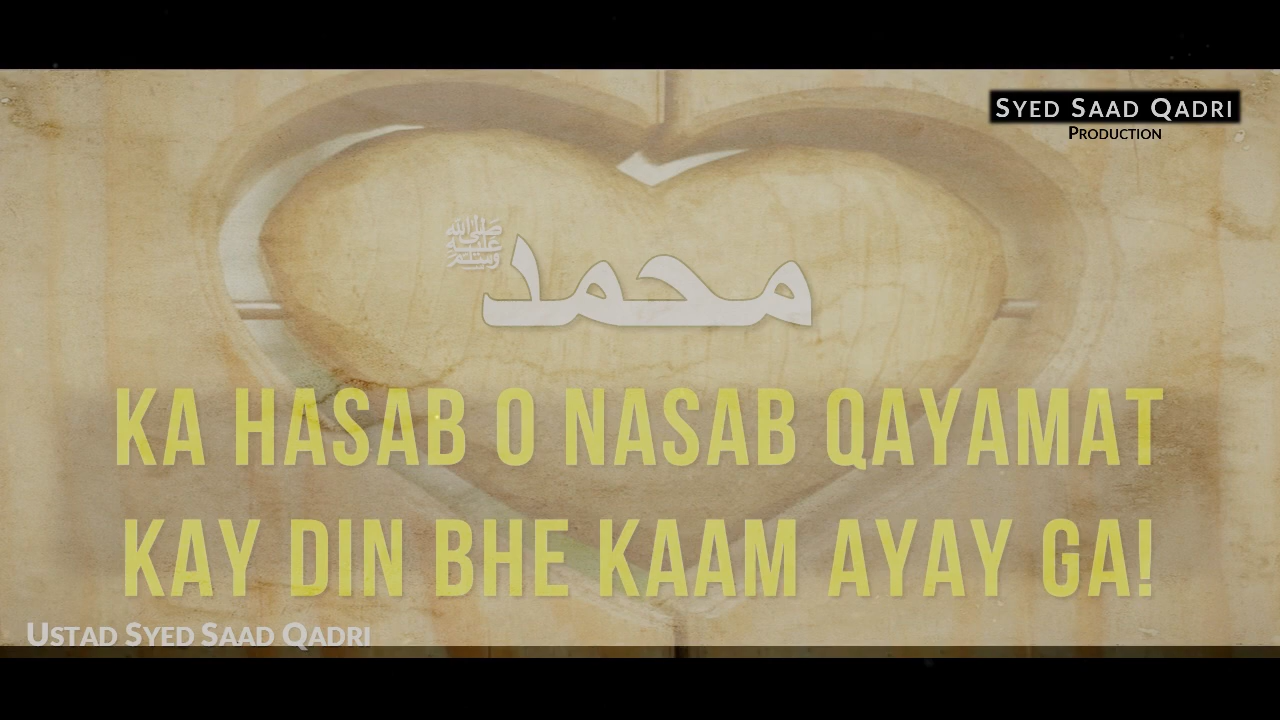 Syed Saad Qadri
Production
محمد ﷺ
KA HASAB O NASAB QAYAMAT
KAY DIN BHE KAAM AYAY GA!
Ustad Syed Saad Qadri